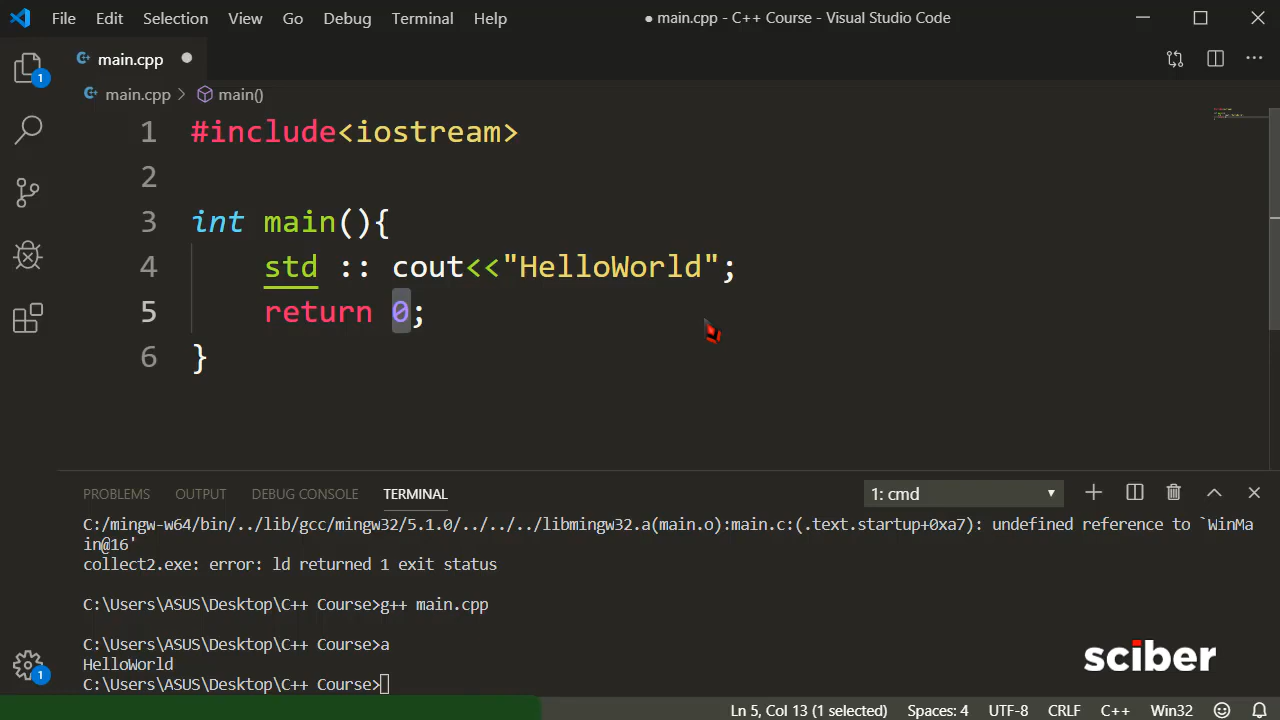 File Edit Selection View Go Debug Terminal Help ● main.cpp - C++ Course - Visual Studio Code
main.cpp
1
main.cpp > main()
1 #include<iostream>
2
3 int main(){
4 std :: cout<<"HelloWorld";
5 return 0;
6 }
PROBLEMS OUTPUT DEBUG CONSOLE TERMINAL 1: cmd
C:/mingw-w64/bin/../lib/gcc/mingw32/5.1.0/../../../libmingw32.a(main.o):main.c:(.text.startup+0xa7): undefined reference to `WinMa
in@16'
collect2.exe: error: ld returned 1 exit status
C:\Users\ASUS\Desktop\C++ Course>g++ main.cpp
C:\Users\ASUS\Desktop\C++ Course>a
HelloWorld
C:\Users\ASUS\Desktop\C++ Course>
1
sciber
Ln 5, Col 13 (1 selected) Spaces: 4 UTF-8 CRLF C++ Win32